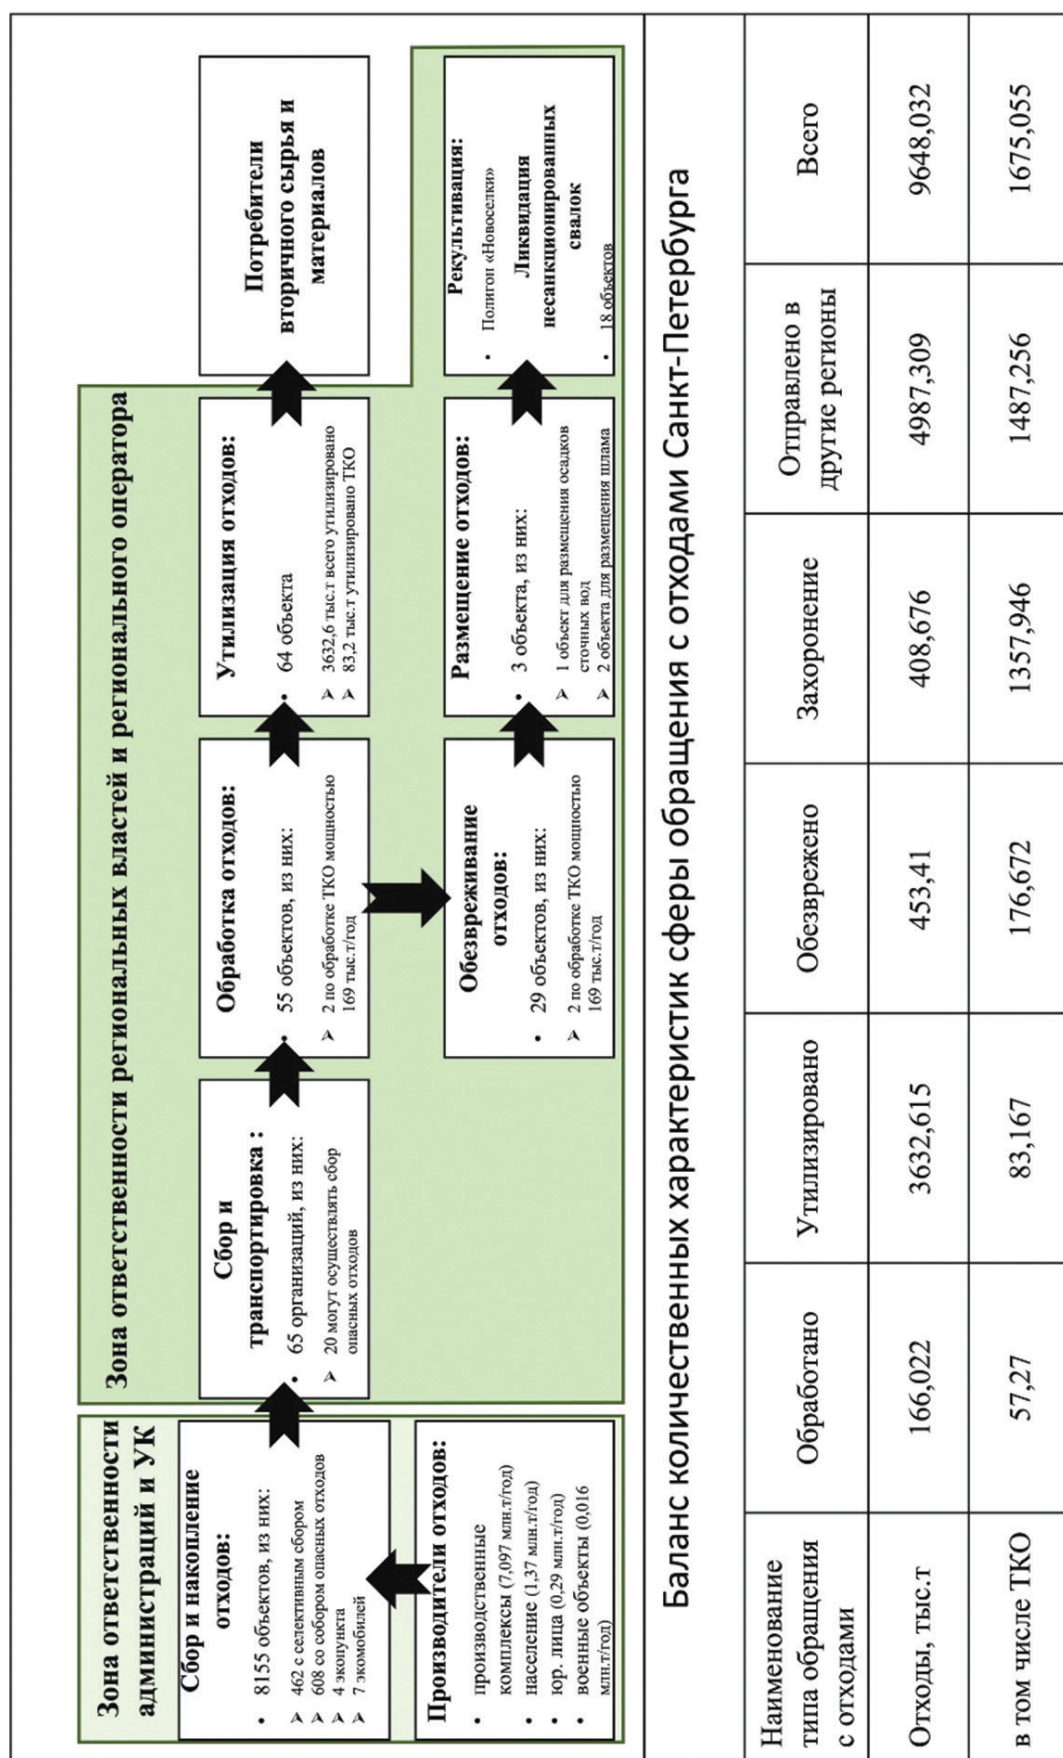 Зона ответственности
администраций и УК
Сбор и накопление
отходов:
• 8155 объектов, из них:
➢ 462 с селективным сбором
➢ 608 со собором опасных отходов
➢ 4 экопункта
➢ 7 экомобилей
Производители отходов:
• производственные
комплексы (7,097 млн.т/год)
• население (1,37 млн.т/год)
• юр. лица (0,29 млн.т/год)
• военные объекты (0,016
млн.т/год)
Зона ответственности региональных властей и регионального оператора
Сбор и
транспортировка :
• 65 организаций, из них:
➢ 20 могут осуществлять сбор
опасных отходов
Обработка отходов:
• 55 объектов, из них:
➢ 2 по обработке ТКО мощностью
169 тыс.т/год
Утилизация отходов:
• 64 объекта
➢ 3632,6 тыс.т всего утилизировано
➢ 83,2 тыс.т утилизировано ТКО
Потребители
вторичного сырья и
материалов
Обезвреживание
отходов:
• 29 объектов, из них:
➢ 2 по обработке ТКО мощностью
169 тыс.т/год
Размещение отходов:
• 3 объекта, из них:
➢ 1 объект для размещения осадков
сточных вод
➢ 2 объекта для размещения шлама
Рекультивация:
• Полигон «Новоселки»
Ликвидация
несанкционированных
свалок
• 18 объектов
Баланс количественных характеристик сферы обращения с отходами Санкт-Петербурга
Наименование
типа обращения
с отходами
Обработано
Утилизировано
Обезврежено
Захоронение
Отправлено в
другие регионы
Всего
Отходы, тыс.т
166,022
3632,615
453,41
408,676
4987,309
9648,032
в том числе ТКО
57,27
83,167
176,672
1357,946
1487,256
1675,055